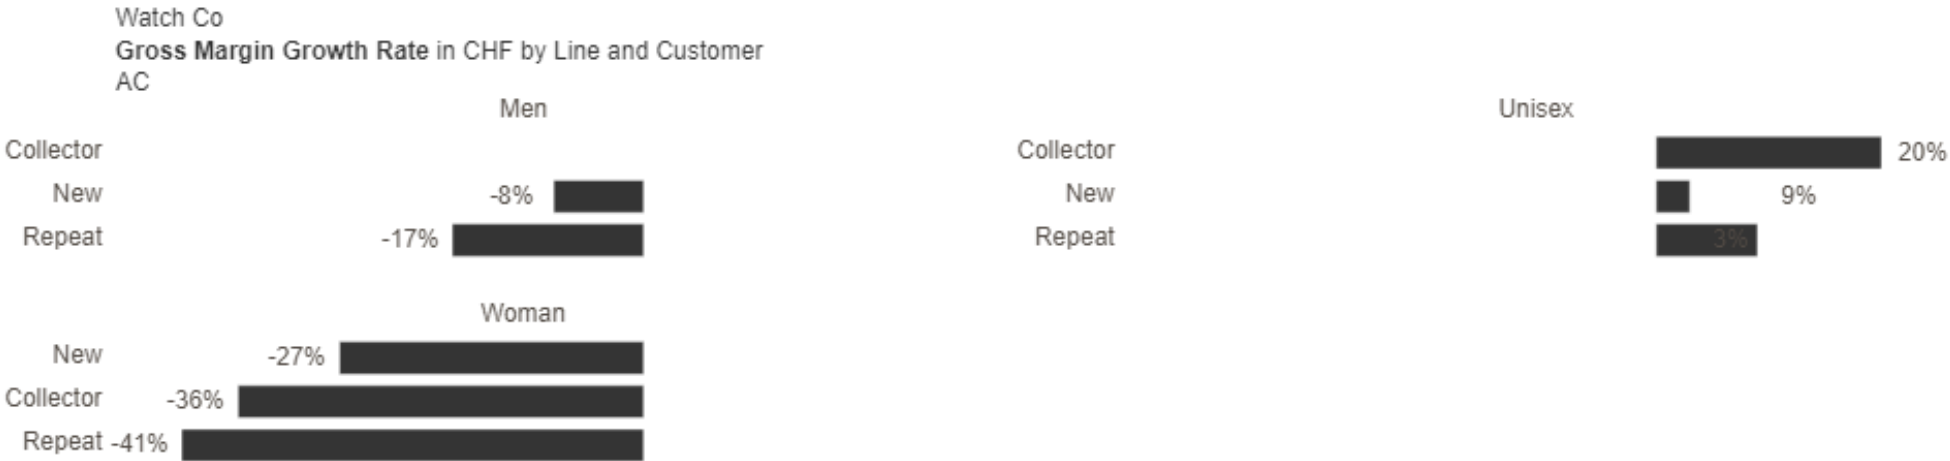 Watch Co
Gross Margin Growth Rate in CHF by Line and Customer
AC
Men
Collector
New -8%
Repeat -17%
Unisex
Collector 20%
New 9%
Repeat 3%
Woman
New -27%
Collector -36%
Repeat -41%